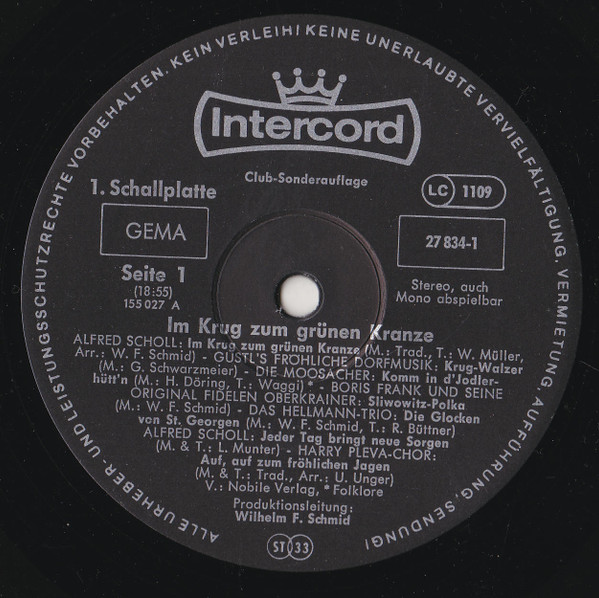 ALLE URHEBER- UND LEISTUNGSSCHUTZRECHTE VORBEHALTEN. KEIN VERLEIH! KEINE UNERLAUBTE VERVIELFÄLTIGUNG, VERMIETUNG, AUFFÜHRUNG, SENDUNG!
Intercord
Club-Sonderauflage
1. Schallplatte
LC 1109
GEMA
27 834-1
Seite 1
(18:55)
155 027 A
Stereo, auch
Mono abspielbar
Im Krug zum grünen Kranze
ALFRED SCHOLL: Im Krug zum grünen Kranze (M.: Trad., T.: W. Müller,
Arr.: W. F. Schmid) - GUSTL'S FRÖHLICHE DORFMUSIK: Krug-Walzer
(M.: G. Schwarzmeier) - DIE MOOSACHER: Komm in d'Jodler-
hütt'n (M.: H. Döring, T.: Waggi) * - BORIS FRANK UND SEINE
ORIGINAL FIDELEN OBERKRAINER: Sliwowitz-Polka
(M.: W. F. Schmid) - DAS HELLMANN-TRIO: Die Glocken
von St. Georgen (M.: W. F. Schmid, T.: R. Büttner)
ALFRED SCHOLL: Jeder Tag bringt neue Sorgen
(M. & T.: L. Munter) - HARRY PLEVA-CHOR:
Auf, auf zum fröhlichen Jagen
(M. & T.: Trad., Arr.: U. Unger)
V.: Nobile Verlag, * Folklore
Produktionsleitung:
Wilhelm F. Schmid
ST 33